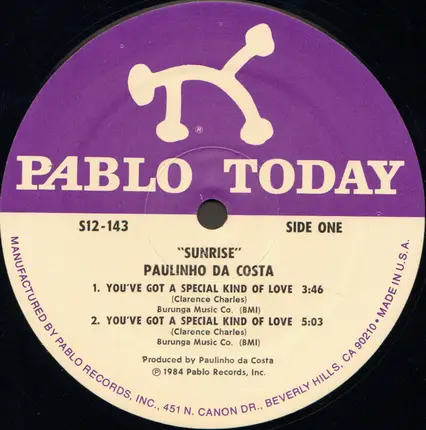 ®
PABLO TODAY
S12-143 SIDE ONE
"SUNRISE"
PAULINHO DA COSTA
1. YOU'VE GOT A SPECIAL KIND OF LOVE 3:46
(Clarence Charles)
Burunga Music Co. (BMI)
2. YOU'VE GOT A SPECIAL KIND OF LOVE 5:03
(Clarence Charles)
Burunga Music Co. (BMI)
Produced by Paulinho da Costa
℗ 1984 Pablo Records, Inc.
MANUFACTURED BY PABLO RECORDS, INC., 451 N. CANON DR., BEVERLY HILLS, CA 90210 • MADE IN U.S.A.